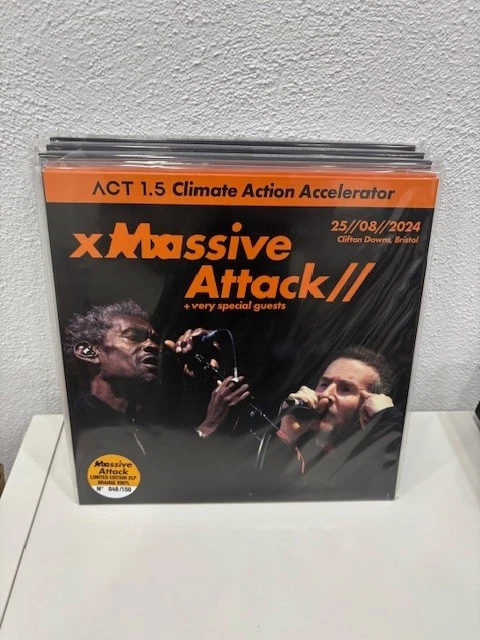 ACT 1.5 Climate Action Accelerator
25//08//2024
Clifton Downs, Bristol
Massive
Attack//
+ very special guests
Massive
Attack
LIMITED EDITION 2LP
ORANGE VINYL
N° 048/150